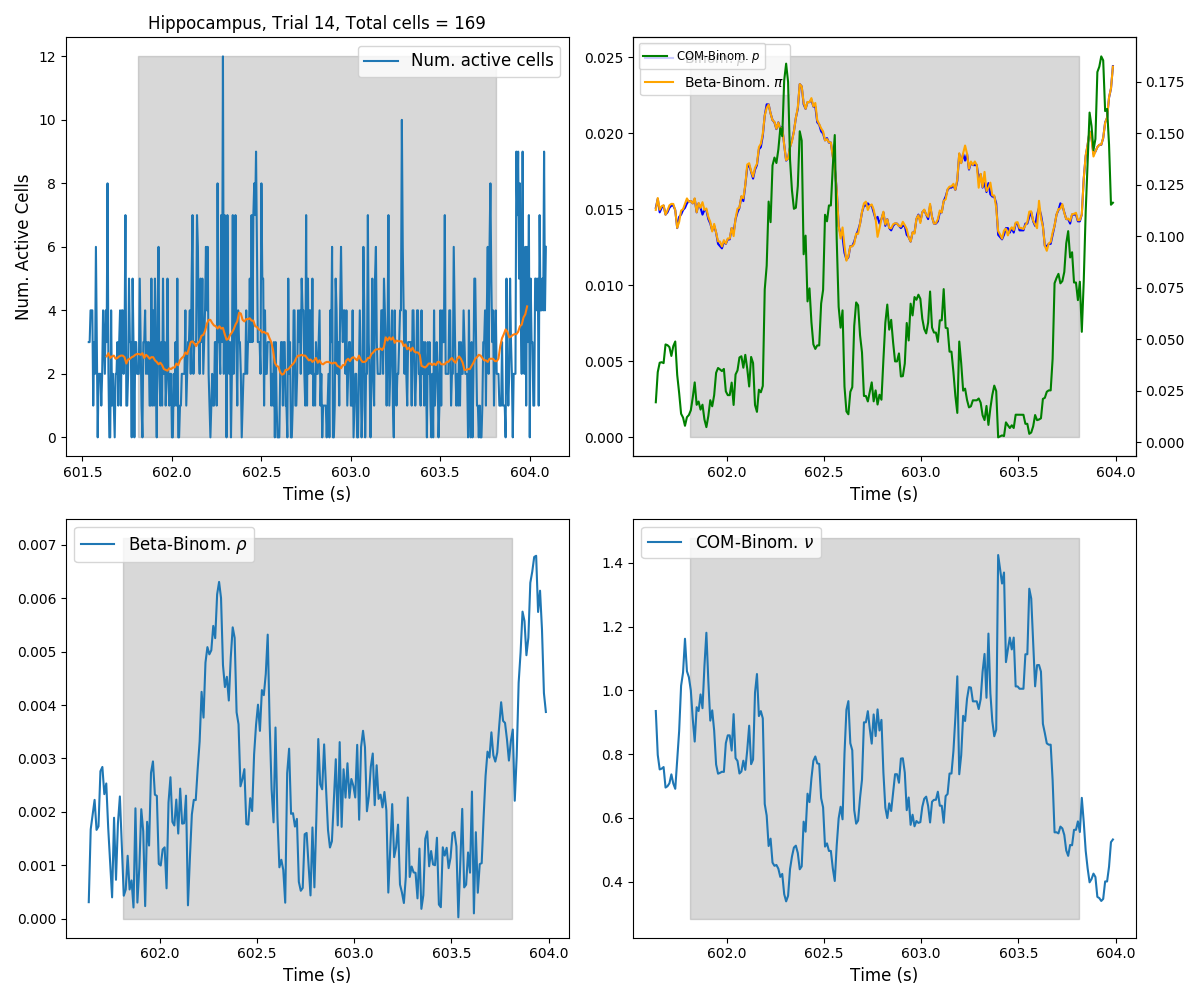 Hippocampus, Trial 14, Total cells = 169
Num. active cells
Num. Active Cells
12
10
8
6
4
2
0
601.5 602.0 602.5 603.0 603.5 604.0
Time (s)
COM-Binom. p
Beta-Binom. π
0.025
0.020
0.015
0.010
0.005
0.000
0.175
0.150
0.125
0.100
0.075
0.050
0.025
0.000
602.0 602.5 603.0 603.5 604.0
Time (s)
Beta-Binom. ρ
0.007
0.006
0.005
0.004
0.003
0.002
0.001
0.000
602.0 602.5 603.0 603.5 604.0
Time (s)
COM-Binom. ν
1.4
1.2
1.0
0.8
0.6
0.4
602.0 602.5 603.0 603.5 604.0
Time (s)